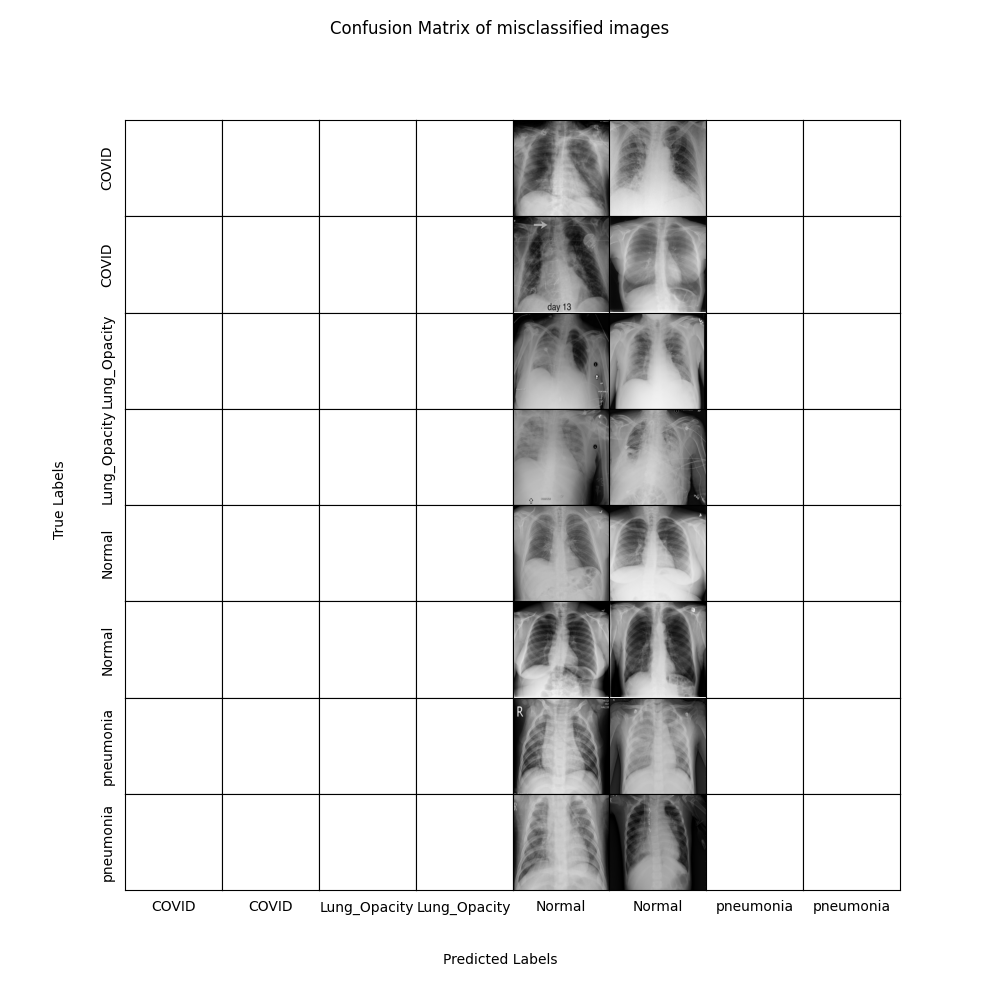 Confusion Matrix of misclassified images
True Labels
COVID
COVID
Lung_Opacity
Lung_Opacity
Normal
Normal
pneumonia
pneumonia
day 13
R
COVID
COVID
Lung_Opacity
Lung_Opacity
Normal
Normal
pneumonia
pneumonia
Predicted Labels